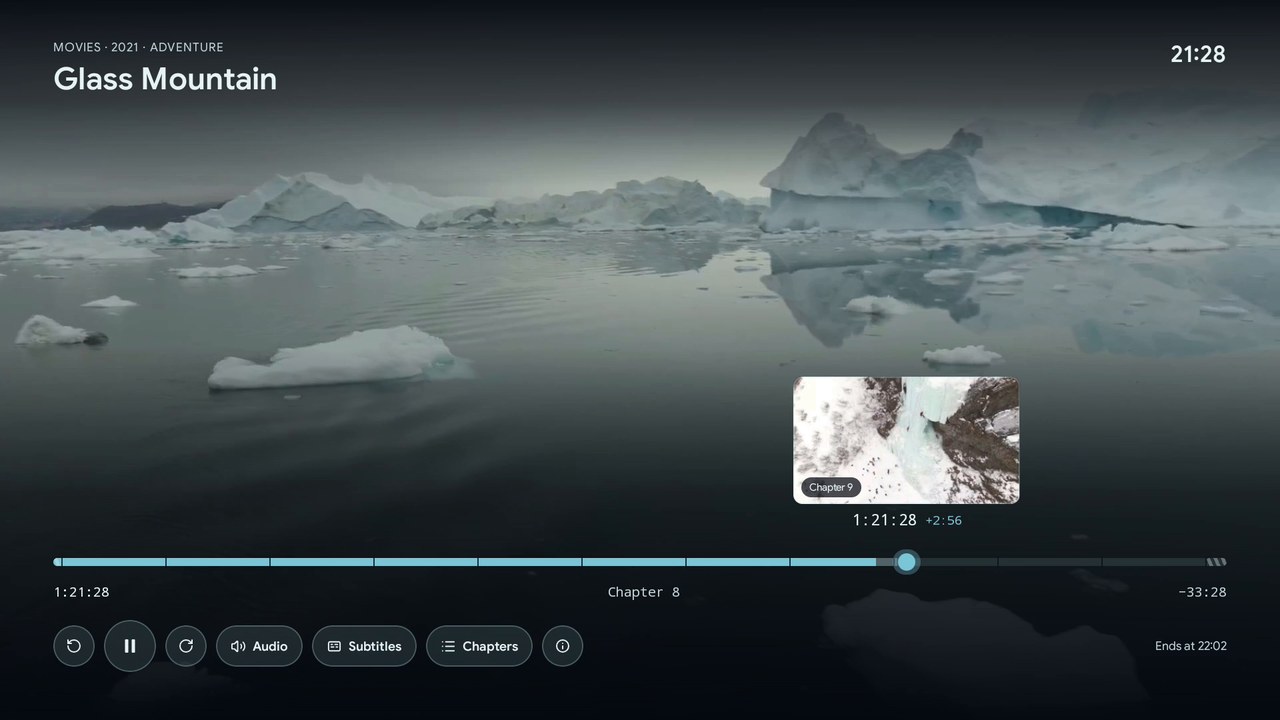 MOVIES · 2021 · ADVENTURE
Glass Mountain
21:28
Chapter 9
1:21:28 +2:56
1:21:28
Chapter 8
-33:28
Audio
Subtitles
Chapters
Ends at 22:02